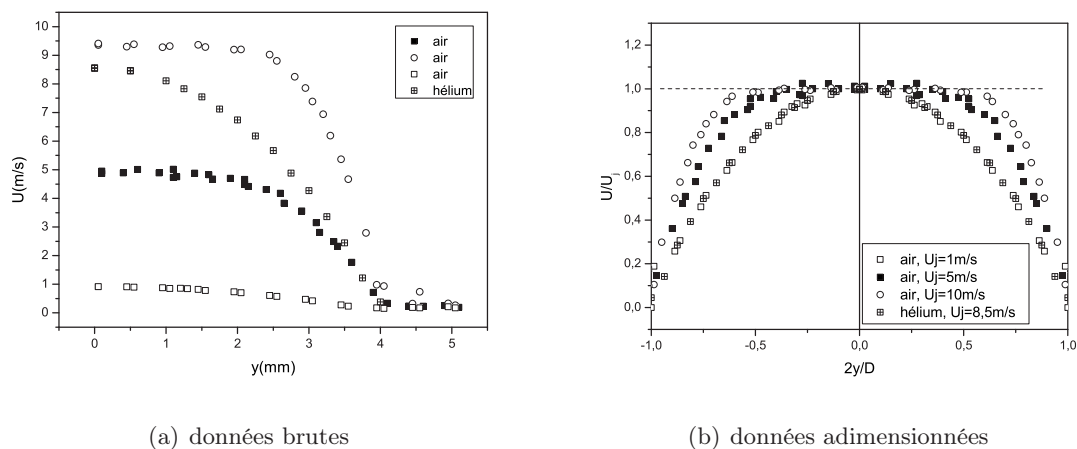 10
9
8
7
6
5
4
3
2
1
0
U(m/s)
0 1 2 3 4 5
y(mm)
air
air
air
hélium
(a) données brutes
1,2
1,0
0,8
0,6
0,4
0,2
0,0
U/Uj
-1,0 -0,5 0,0 0,5 1,0
2y/D
air, Uj=1m/s
air, Uj=5m/s
air, Uj=10m/s
hélium, Uj=8,5m/s
(b) données adimensionnées